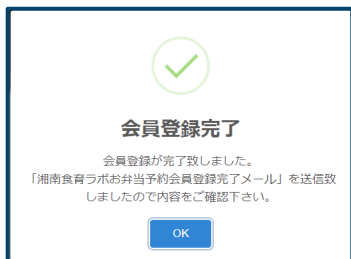 会員登録完了
会員登録が完了致しました。
「湘南食育ラボお弁当予約会員登録完了メール」を送信致
しましたので内容をご確認下さい。
OK